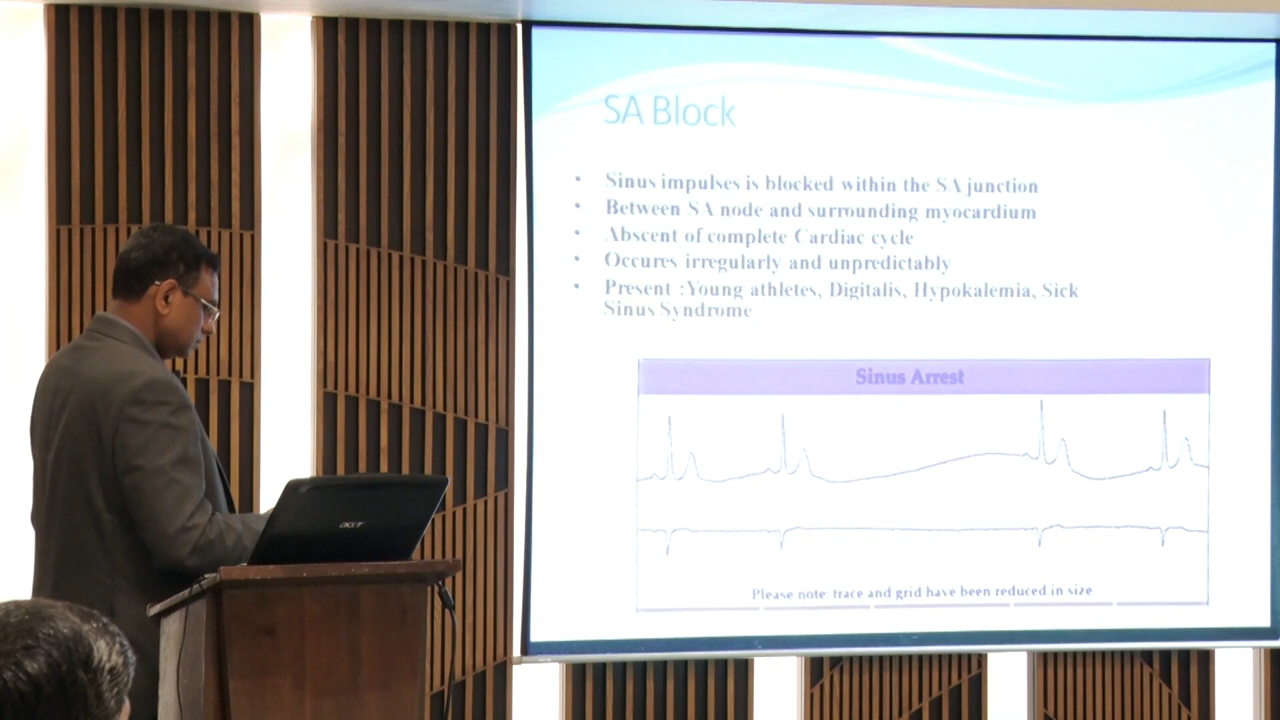 SA Block
• Sinus impulses is blocked within the SA junction
• Between SA node and surrounding myocardium
• Abscent of complete Cardiac cycle
• Occures irregularly and unpredictably
• Present :Young athletes, Digitalis, Hypokalemia, Sick
Sinus Syndrome
Sinus Arrest
Please note: trace and grid have been reduced in size
acer